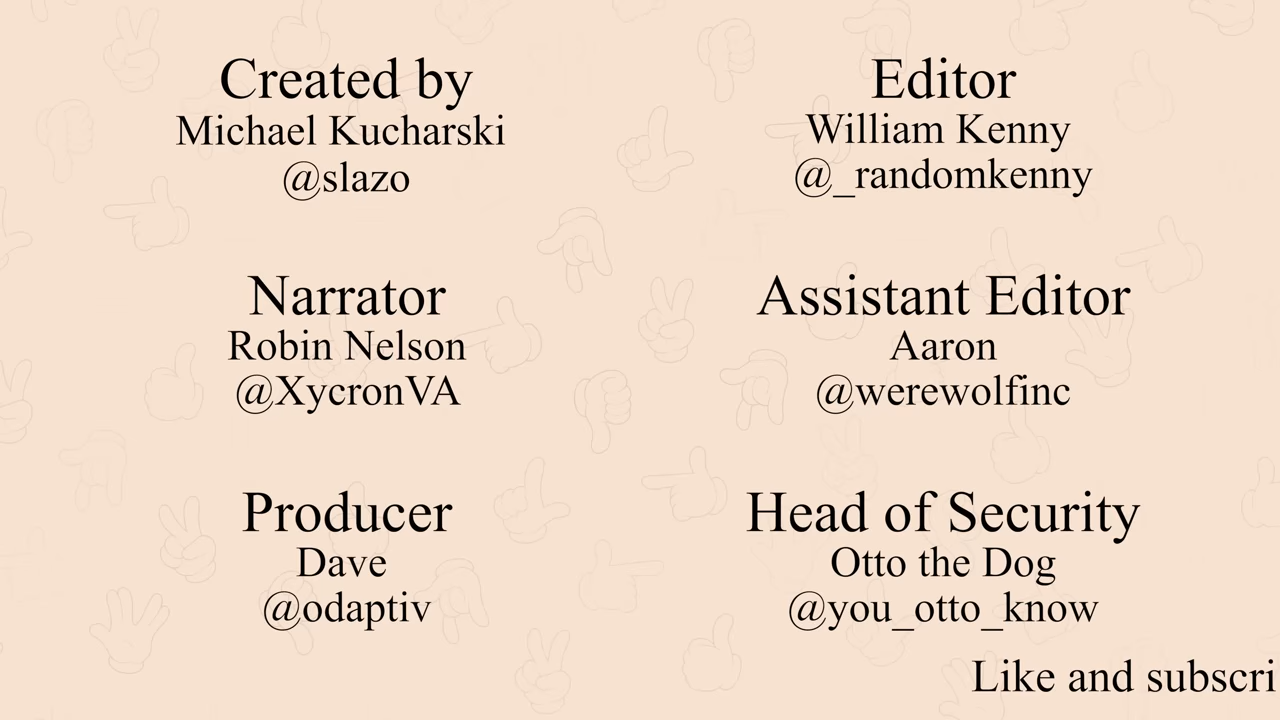 Created by
Michael Kucharski
@slazo
Narrator
Robin Nelson
@XycronVA
Producer
Dave
@odaptiv
Editor
William Kenny
@_randomkenny
Assistant Editor
Aaron
@werewolfinc
Head of Security
Otto the Dog
@you_otto_know
Like and subscri